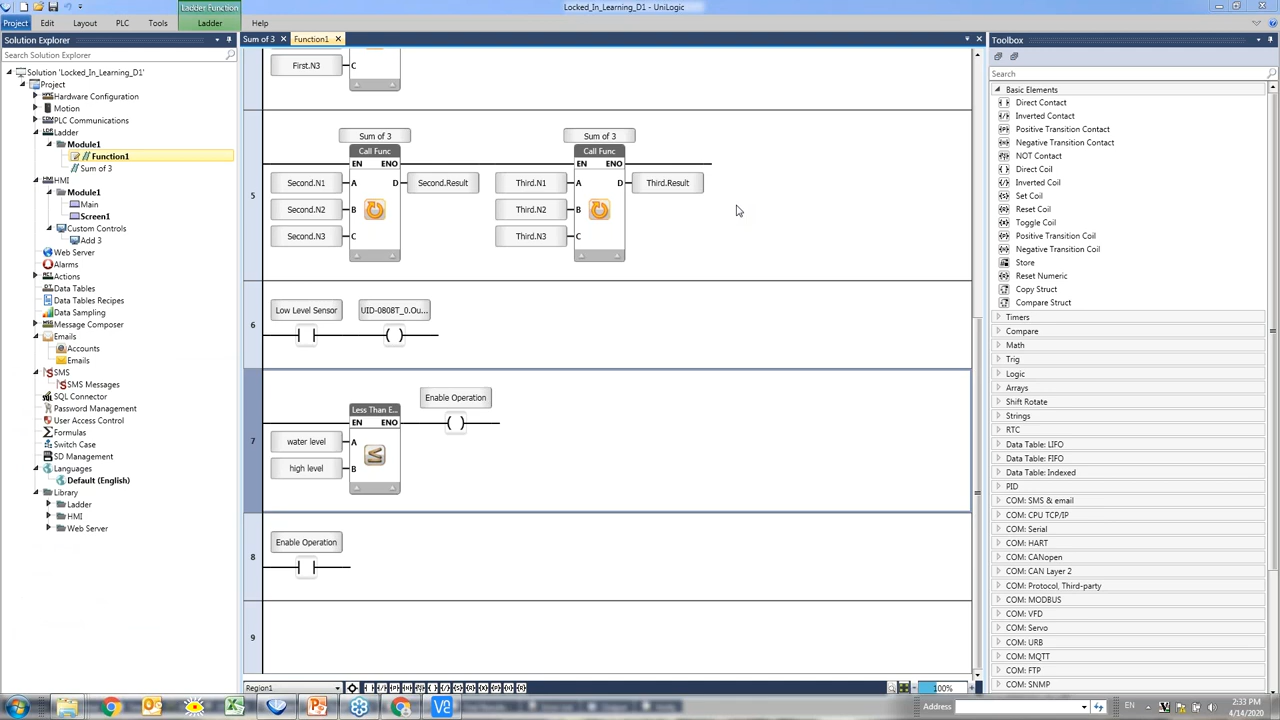 Ladder Function
Locked_In_Learning_D1* - UniLogic
Project
Edit
Layout
PLC
Tools
Ladder
Help
Solution Explorer
Search Solution Explorer
Solution 'Locked_In_Learning_D1'
Project
Hardware Configuration
Motion
PLC Communications
Ladder
Module1
Function1
Sum of 3
HMI
Module1
Main
Screen1
Custom Controls
Add 3
Web Server
Alarms
Actions
Data Tables
Data Tables Recipes
Data Sampling
Message Composer
Emails
Accounts
Emails
SMS
SMS Messages
SQL Connector
Password Management
User Access Control
Formulas
Switch Case
SD Management
Languages
Default (English)
Library
Ladder
HMI
Web Server
Sum of 3
Function1
First.N3
C
5
Sum of 3
Call Func
EN ENO
Second.N1
A
D
Second.Result
Second.N2
B
Second.N3
C
Sum of 3
Call Func
EN ENO
Third.N1
A
D
Third.Result
Third.N2
B
Third.N3
C
6
Low Level Sensor
UID-0808T_0.Ou...
7
Less Than E...
EN ENO
water level
A
high level
B
Enable Operation
8
Enable Operation
9
Region1
100%
Toolbox
Search
Basic Elements
Direct Contact
Inverted Contact
Positive Transition Contact
Negative Transition Contact
NOT Contact
Direct Coil
Inverted Coil
Set Coil
Reset Coil
Toggle Coil
Positive Transition Coil
Negative Transition Coil
Store
Reset Numeric
Copy Struct
Compare Struct
Timers
Compare
Math
Trig
Logic
Arrays
Shift Rotate
Strings
RTC
Data Table: LIFO
Data Table: FIFO
Data Table: Indexed
PID
COM: SMS & email
COM: CPU TCP/IP
COM: Serial
COM: HART
COM: CANopen
COM: CAN Layer 2
COM: Protocol, Third-party
COM: MODBUS
COM: VFD
COM: Servo
COM: URB
COM: MQTT
COM: FTP
COM: SNMP
Address
EN
2:33 PM
4/14/2020